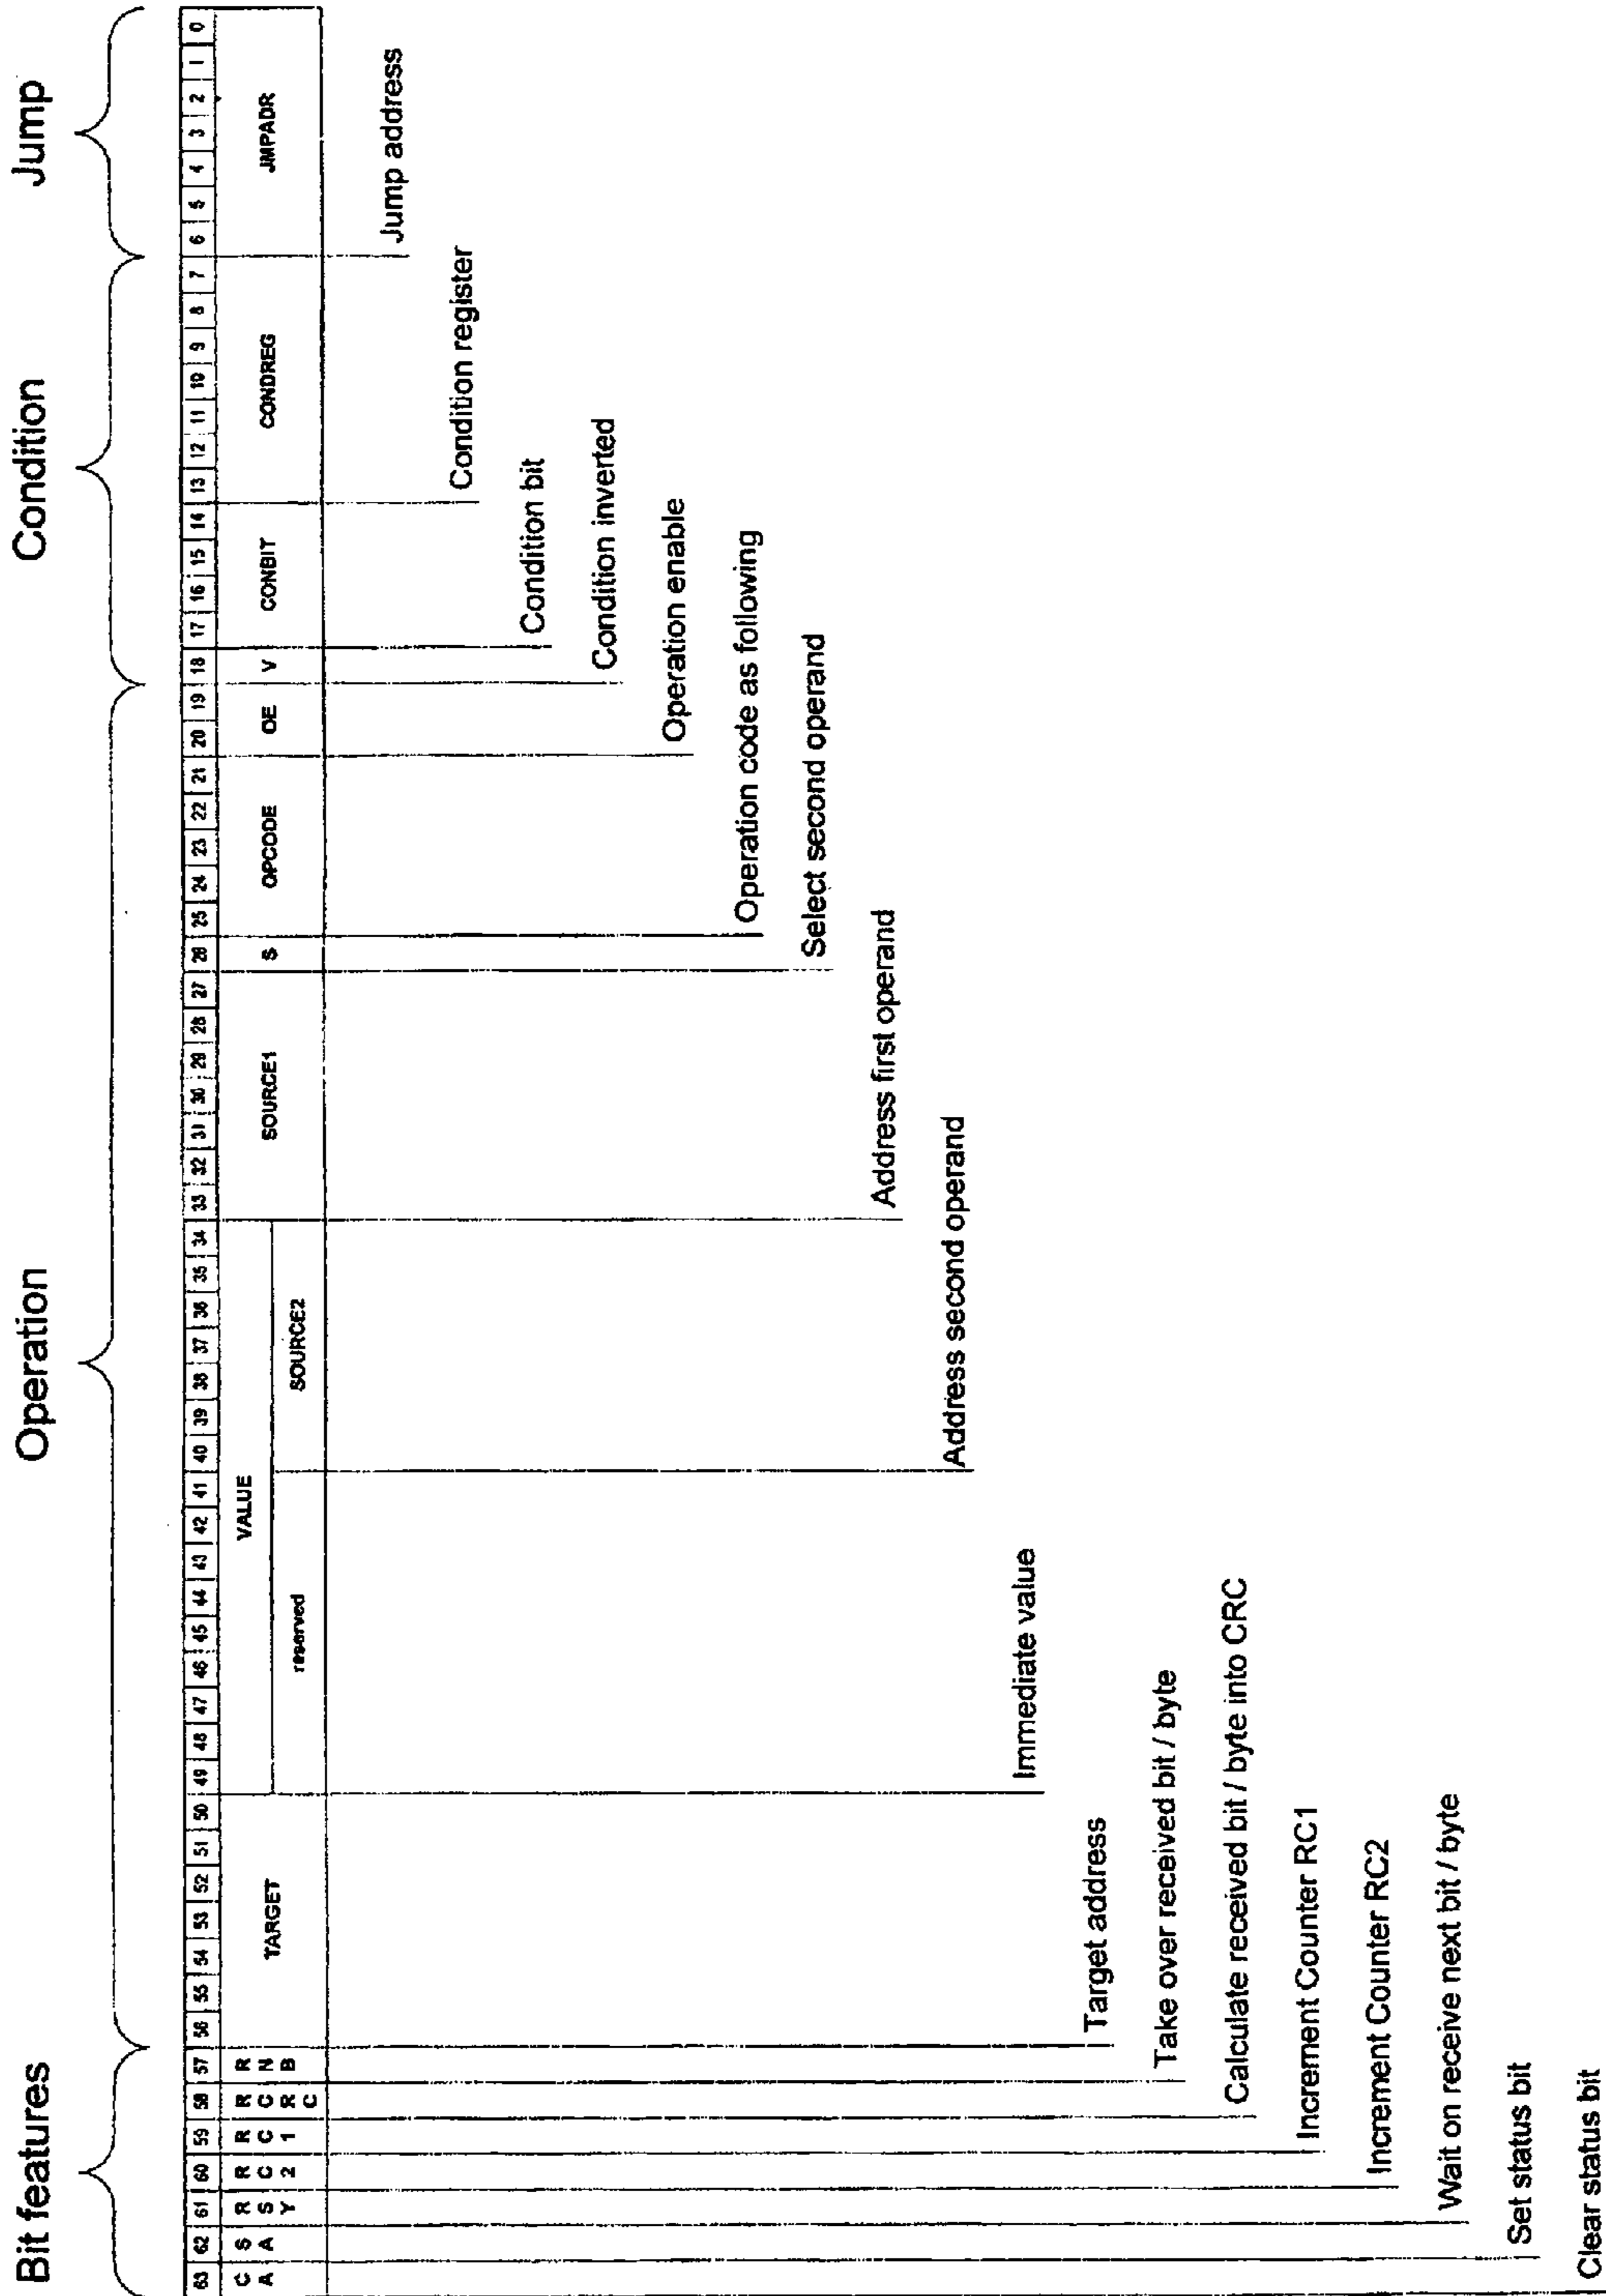 Bit features Operation Condition Jump
63 62 61 60 59 58 57 56 55 54 53 52 51 50 49 48 47 46 45 44 43 42 41 40 39 38 37 36 35 34 33 32 31 30 29 28 27 26 25 24 23 22 21 20 19 18 17 16 15 14 13 12 11 10 9 8 7 6 5 4 3 2 1 0
CA
SA
RSY
RC2
RC1
RCRC
RNB
TARGET
VALUE
reserved
SOURCE2
SOURCE1
S
OPCODE
OE
V
CONBIT
CONDREG
JMPADR
Jump address
Condition register
Condition bit
Condition inverted
Operation enable
Operation code as following
Select second operand
Address first operand
Address second operand
Immediate value
Target address
Take over received bit / byte
Calculate received bit / byte into CRC
Increment Counter RC1
Increment Counter RC2
Wait on receive next bit / byte
Set status bit
Clear status bit